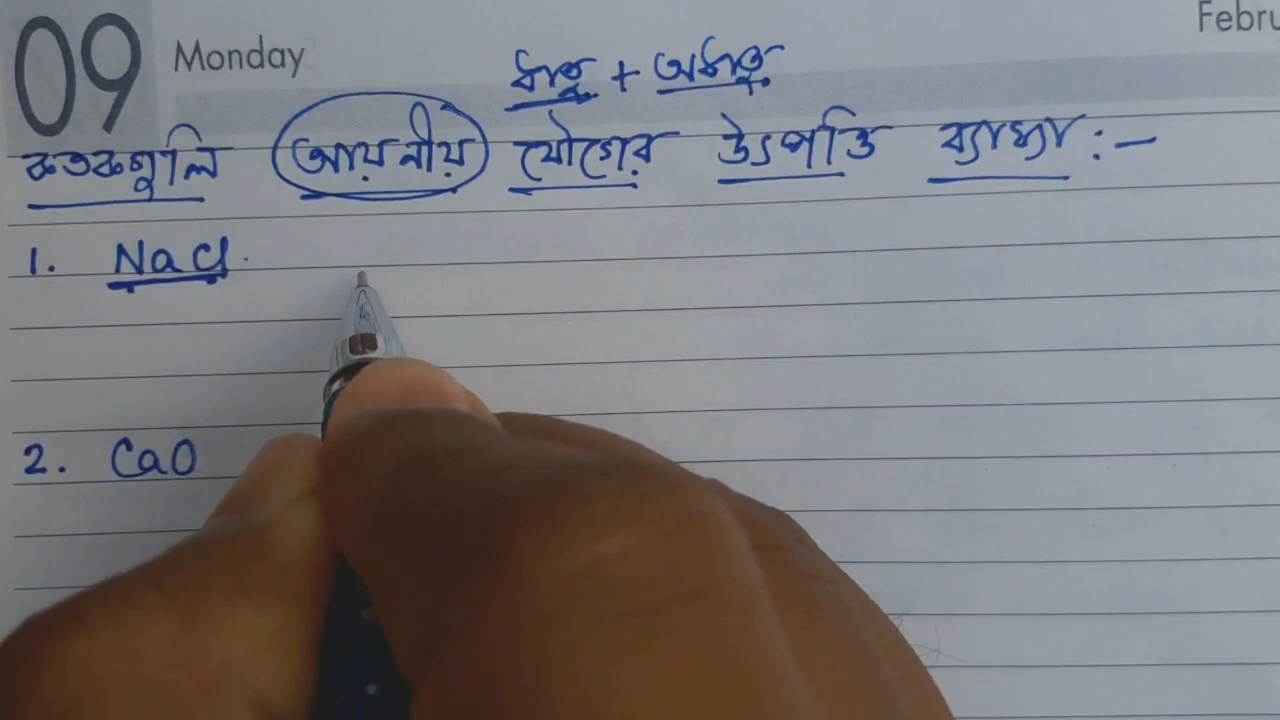 09 Monday Febru
ধাতু + অধাতু
কতকগুলি আয়নীয় যৌগের উৎপত্তি ব্যাখ্যা :-
1. NaCl.
2. CaO